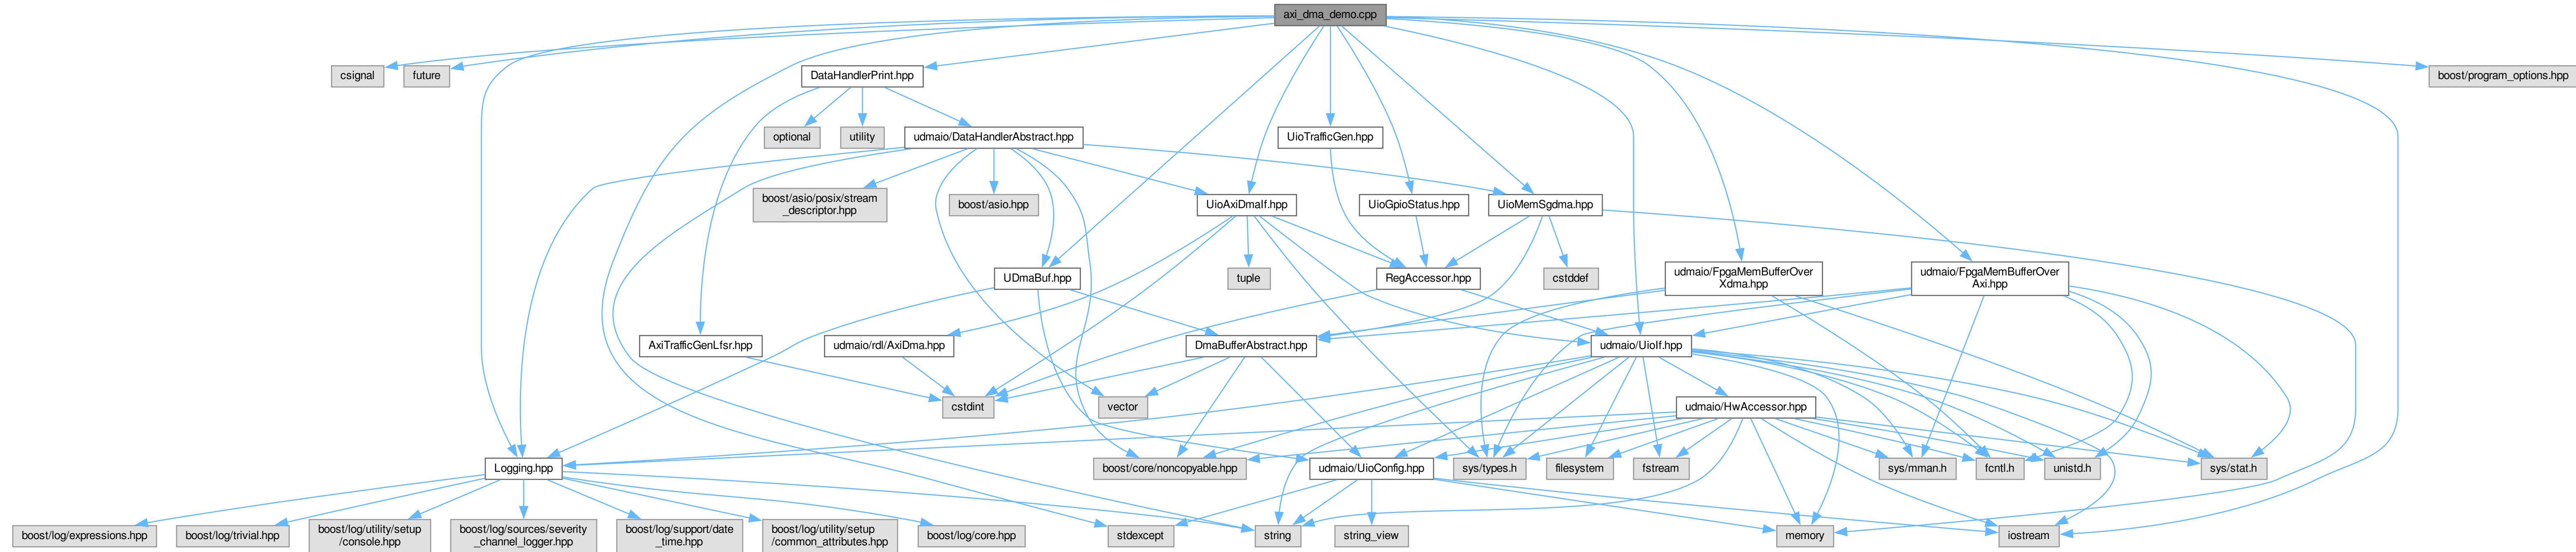 axi_dma_demo.cpp
csignal
future
DataHandlerPrint.hpp
boost/program_options.hpp
optional
utility
udmaio/DataHandlerAbstract.hpp
UioTrafficGen.hpp
boost/asio/posix/stream
_descriptor.hpp
boost/asio.hpp
UioAxiDmaIf.hpp
UioGpioStatus.hpp
UioMemSgdma.hpp
UDmaBuf.hpp
tuple
RegAccessor.hpp
cstddef
udmaio/FpgaMemBufferOver
Xdma.hpp
udmaio/FpgaMemBufferOver
Axi.hpp
AxiTrafficGenLfsr.hpp
udmaio/rdl/AxiDma.hpp
DmaBufferAbstract.hpp
udmaio/UioIf.hpp
cstdint
vector
udmaio/HwAccessor.hpp
Logging.hpp
boost/core/noncopyable.hpp
udmaio/UioConfig.hpp
sys/types.h
filesystem
fstream
sys/mman.h
fcntl.h
unistd.h
sys/stat.h
boost/log/expressions.hpp
boost/log/trivial.hpp
boost/log/utility/setup
/console.hpp
boost/log/sources/severity
_channel_logger.hpp
boost/log/support/date
_time.hpp
boost/log/utility/setup
/common_attributes.hpp
boost/log/core.hpp
stdexcept
string
string_view
memory
iostream